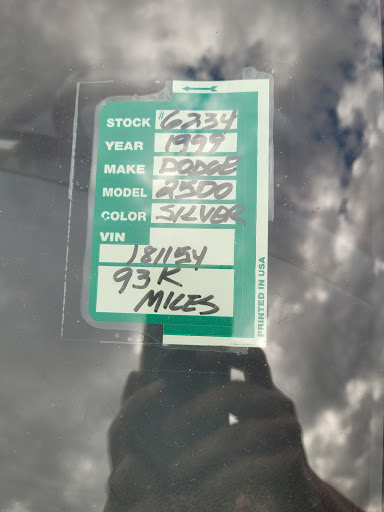 STOCK #6234
YEAR 1999
MAKE DODGE
MODEL 2500
COLOR SILVER
VIN
181154
93K
MILES
PRINTED IN USA